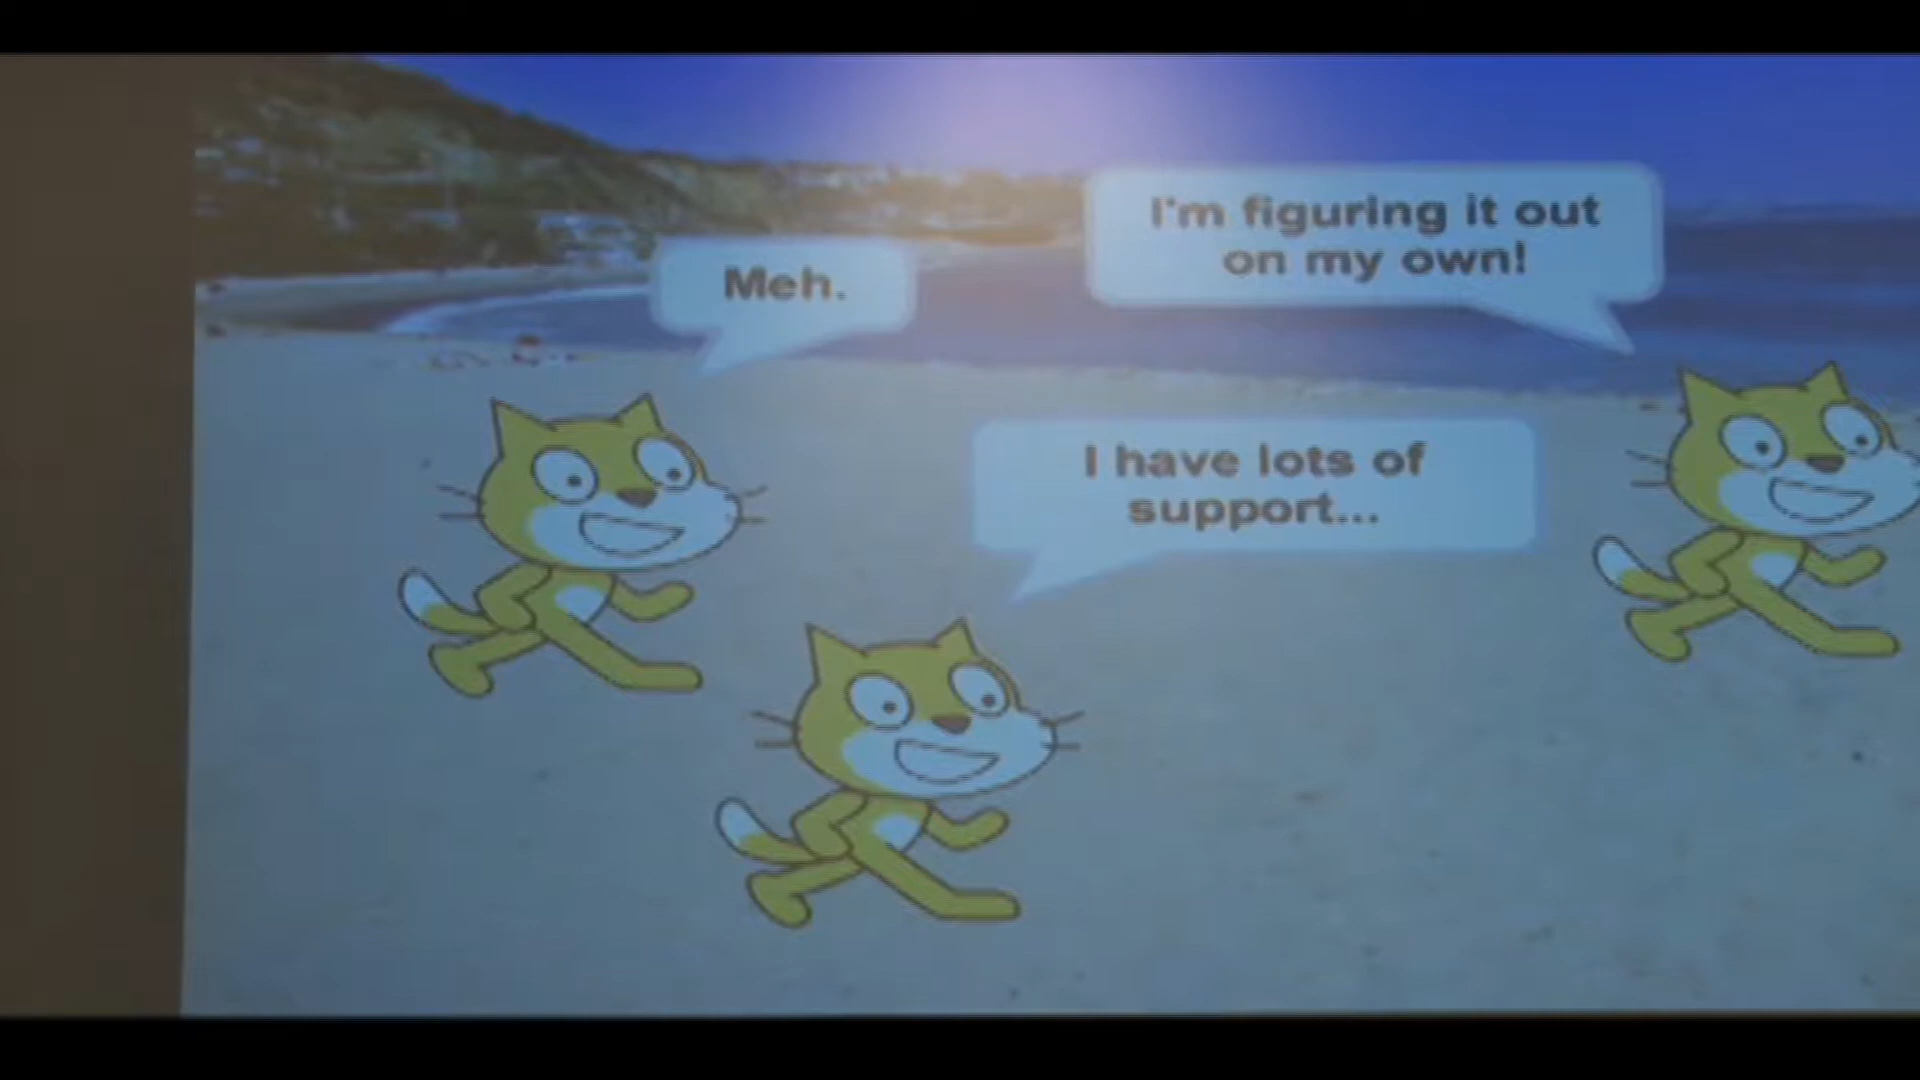 Meh.
I'm figuring it out
on my own!
I have lots of
support...